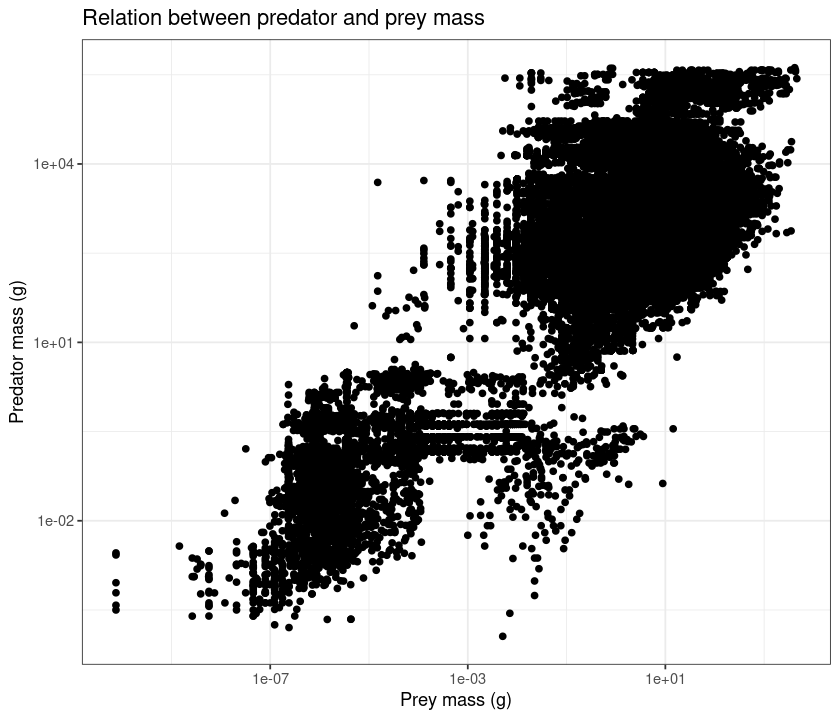 Relation between predator and prey mass
Predator mass (g)
1e+04
1e+01
1e-02
1e-07
1e-03
1e+01
Prey mass (g)